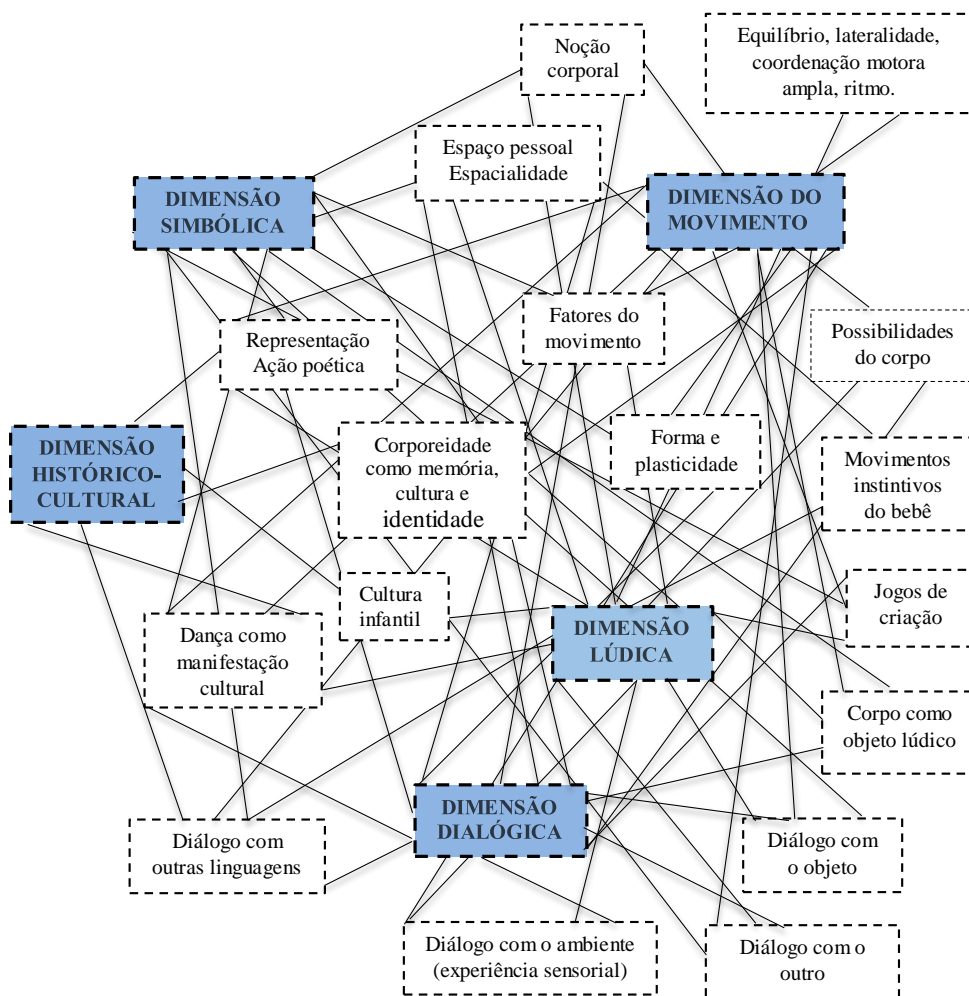 Noção
corporal
Equilíbrio, lateralidade,
coordenação motora
ampla, ritmo.
Espaço pessoal
Espacialidade
DIMENSÃO
SIMBÓLICA
DIMENSÃO DO
MOVIMENTO
Representação
Ação poética
Fatores do
movimento
Possibilidades
do corpo
DIMENSÃO
HISTÓRICO-
CULTURAL
Corporeidade
como memória,
cultura e
identidade
Forma e
plasticidade
Movimentos
instintivos
do bebê
Cultura
infantil
Jogos de
criação
Dança como
manifestação
cultural
DIMENSÃO
LÚDICA
Corpo como
objeto lúdico
DIMENSÃO
DIALÓGICA
Diálogo com
outras linguagens
Diálogo com
o objeto
Diálogo com o ambiente
(experiência sensorial)
Diálogo com o
outro